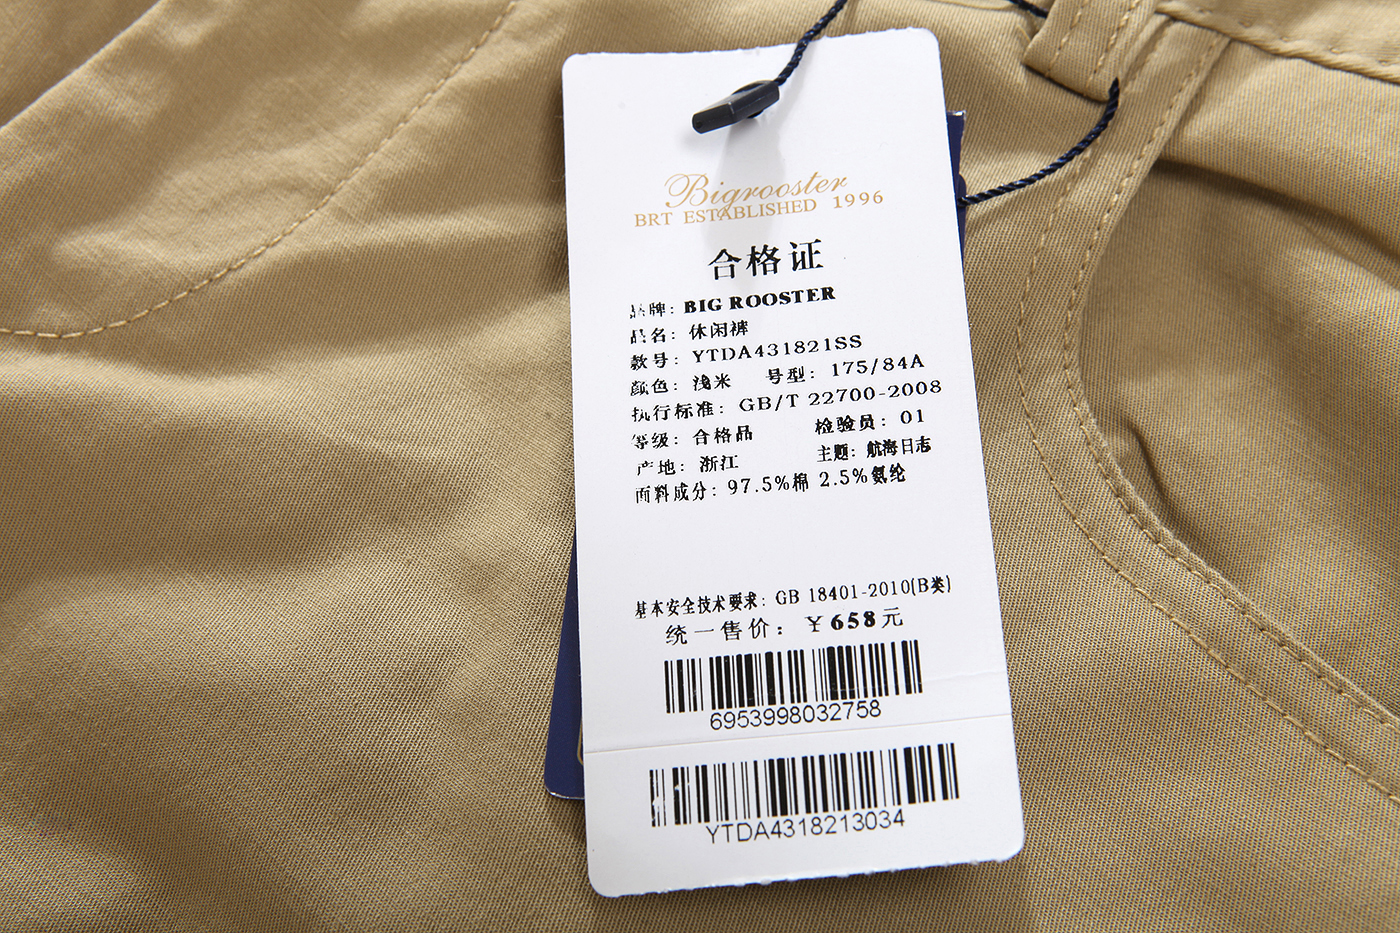 Bigrooster
BRT ESTABLISHED 1996
合格证
品牌: BIG ROOSTER
品名: 休闲裤
款号: YTDA431821SS
颜色: 浅米 号型: 175/84A
执行标准: GB/T 22700-2008
等级: 合格品 检验员: 01
产地: 浙江 主题: 航海日志
面料成分: 97.5%棉 2.5%氨纶
基本安全技术要求: GB 18401-2010(B类)
统一售价: ¥658元
6953998032758
YTDA4318213034